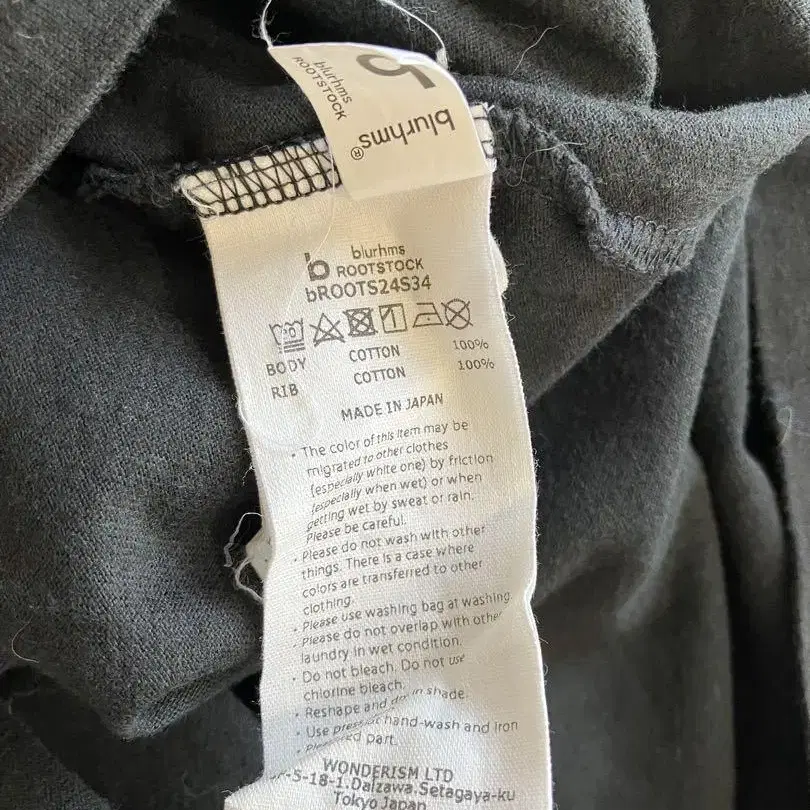 b
blurhms
ROOTSTOCK
blurhms®
b blurhms
ROOTSTOCK
bROOTS24S34
BODY COTTON 100%
RIB COTTON 100%
MADE IN JAPAN
• The color of this item may be
migrated to other clothes
(especially white one) by friction
(especially when wet) or when
getting wet by sweat or rain.
Please be careful.
• Please do not wash with other
things. There is a case where
colors are transferred to other
clothing.
• Please use washing bag at washing
• Please do not overlap with other
laundry in wet condition.
• Do not bleach. Do not use
chlorine bleach.
• Reshape and dry in shade.
• Use at hand-wash and iron
part.
WONDERISM LTD
-5-18-1.Daizawa.Setagaya-ku
Tokyo Japan